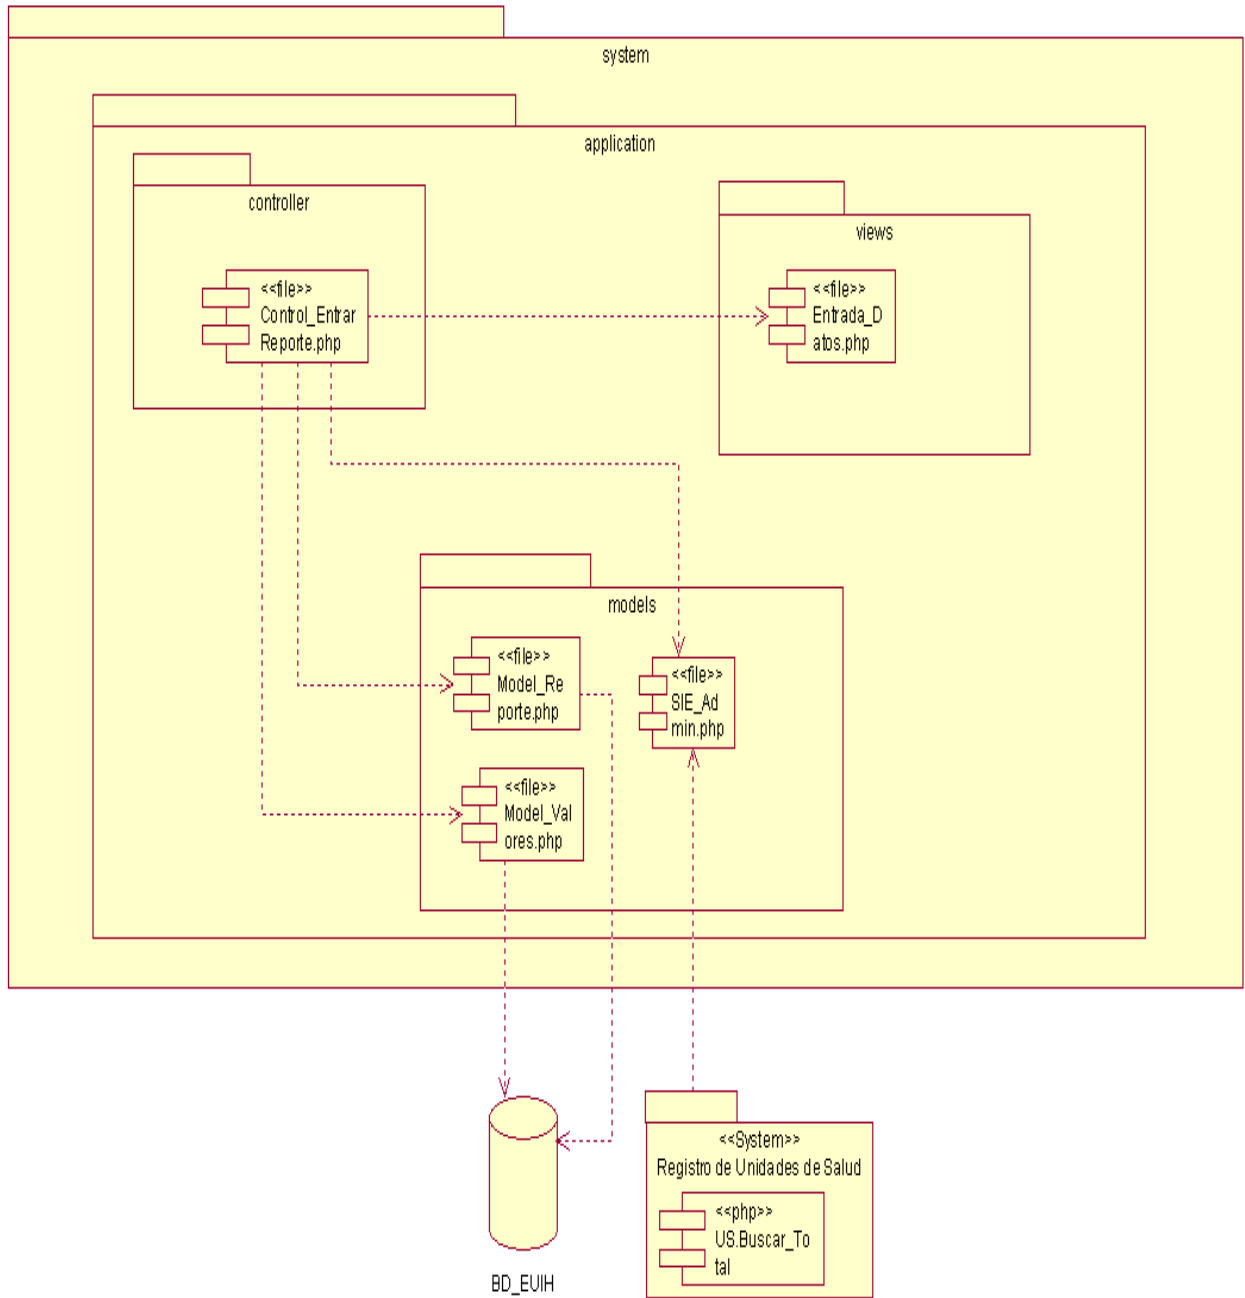 system
application
controller
views
<<file>>
Control_Entrar
Reporte.php
<<file>>
Entrada_D
atos.php
models
<<file>>
Model_Re
porte.php
<<file>>
SIE_Ad
min.php
<<file>>
Model_Val
ores.php
<<System>>
Registro de Unidades de Salud
<<php>>
US.Buscar_To
tal
BD_EUIH